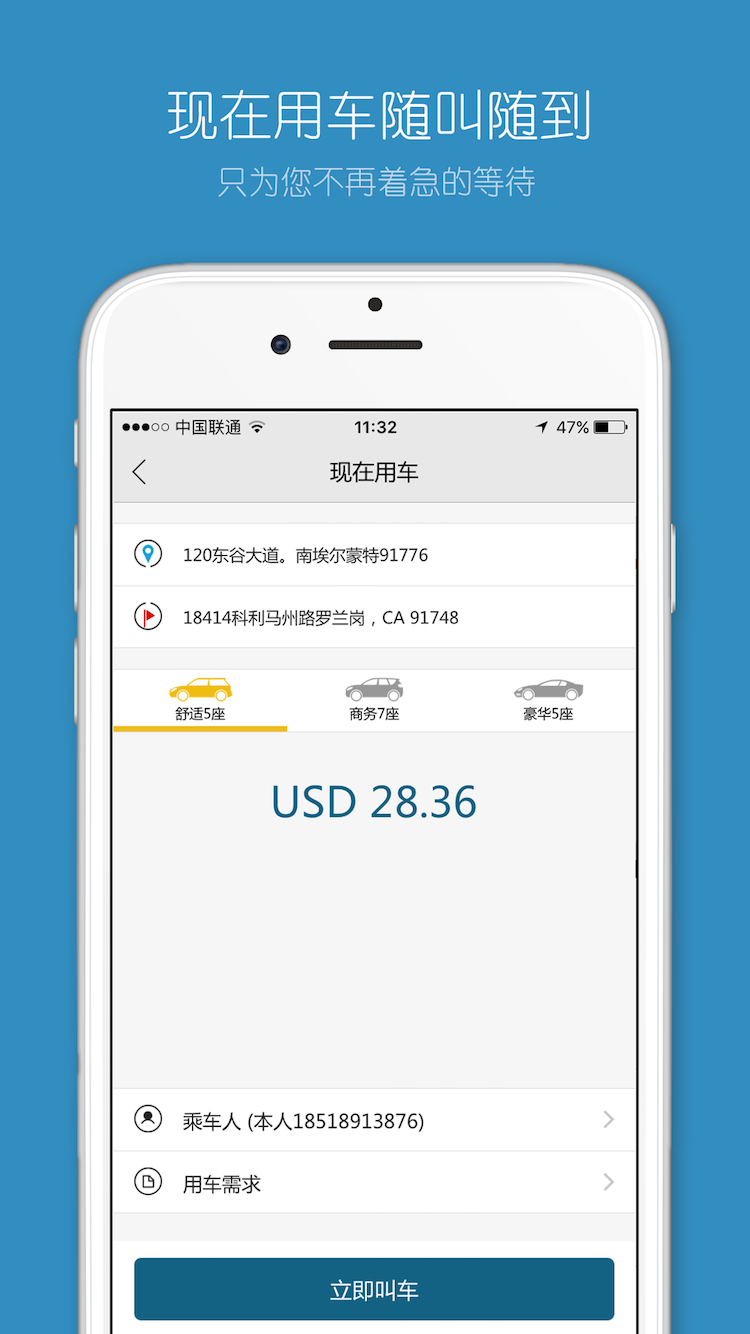 现在用车随叫随到
只为您不再着急的等待
中国联通 11:32 47%
现在用车
120东谷大道。南埃尔蒙特91776
18414科利马州路罗兰岗，CA 91748
舒适5座 商务7座 豪华5座
USD 28.36
乘车人 (本人18518913876)
用车需求
立即叫车